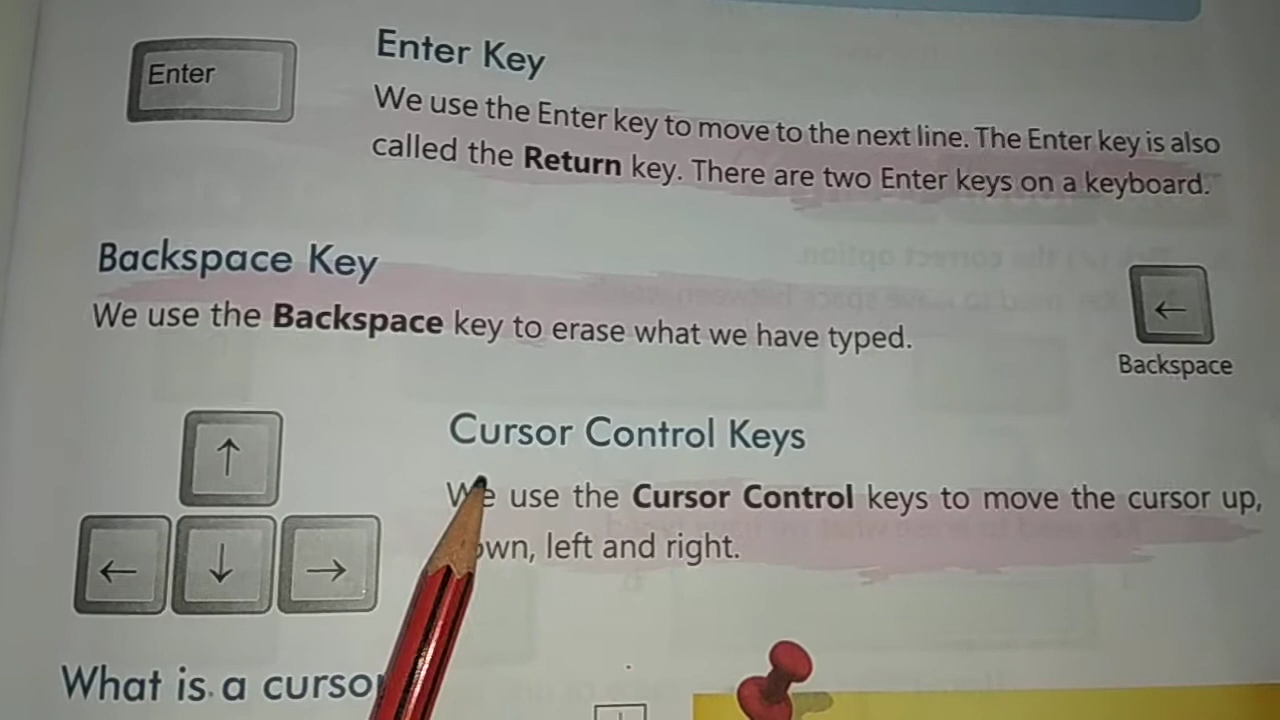 Enter
Enter Key
We use the Enter key to move to the next line. The Enter key is also
called the Return key. There are two Enter keys on a keyboard.
Backspace Key
We use the Backspace key to erase what we have typed.
←
Backspace
↑
← ↓ →
Cursor Control Keys
We use the Cursor Control keys to move the cursor up,
own, left and right.
What is a curso